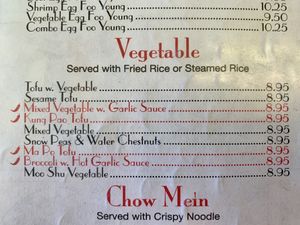 Shrimp Egg Foo Young 10.25
Vegetable Egg Foo Young 9.50
Combo Egg Foo Young 10.25
Vegetable
Served with Fried Rice or Steamed Rice
Tofu w. Vegetable 8.95
Sesame Tofu 8.95
Mixed Vegetable w. Garlic Sauce 8.95
Kung Pao Tofu 8.95
Mixed Vegetable 8.95
Snow Peas & Water Chestnuts 8.95
Ma Po Tofu 8.95
Broccoli w. Hot Garlic Sauce 8.95
Moo Shu Vegetable 8.95
Chow Mein
Served with Crispy Noodle